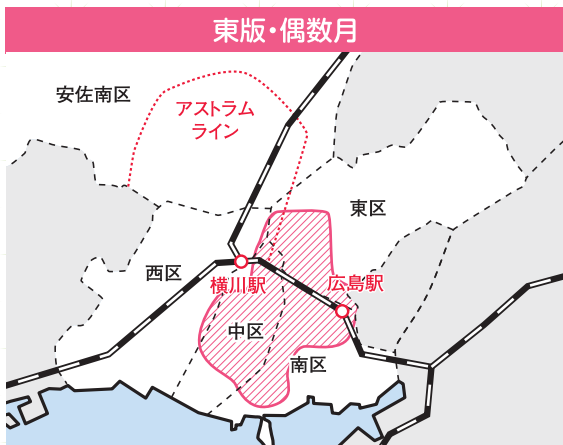 東版・偶数月
安佐南区
アストラム
ライン
東区
西区
横川駅
広島駅
中区
南区